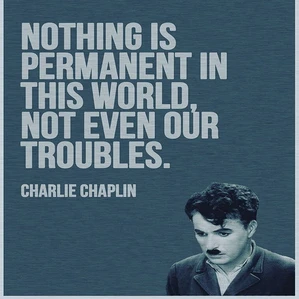 NOTHING IS
PERMANENT IN
THIS WORLD,
NOT EVEN OUR
TROUBLES.
CHARLIE CHAPLIN